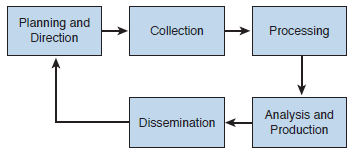 Planning and
Direction
Collection
Processing
Analysis and
Production
Dissemination